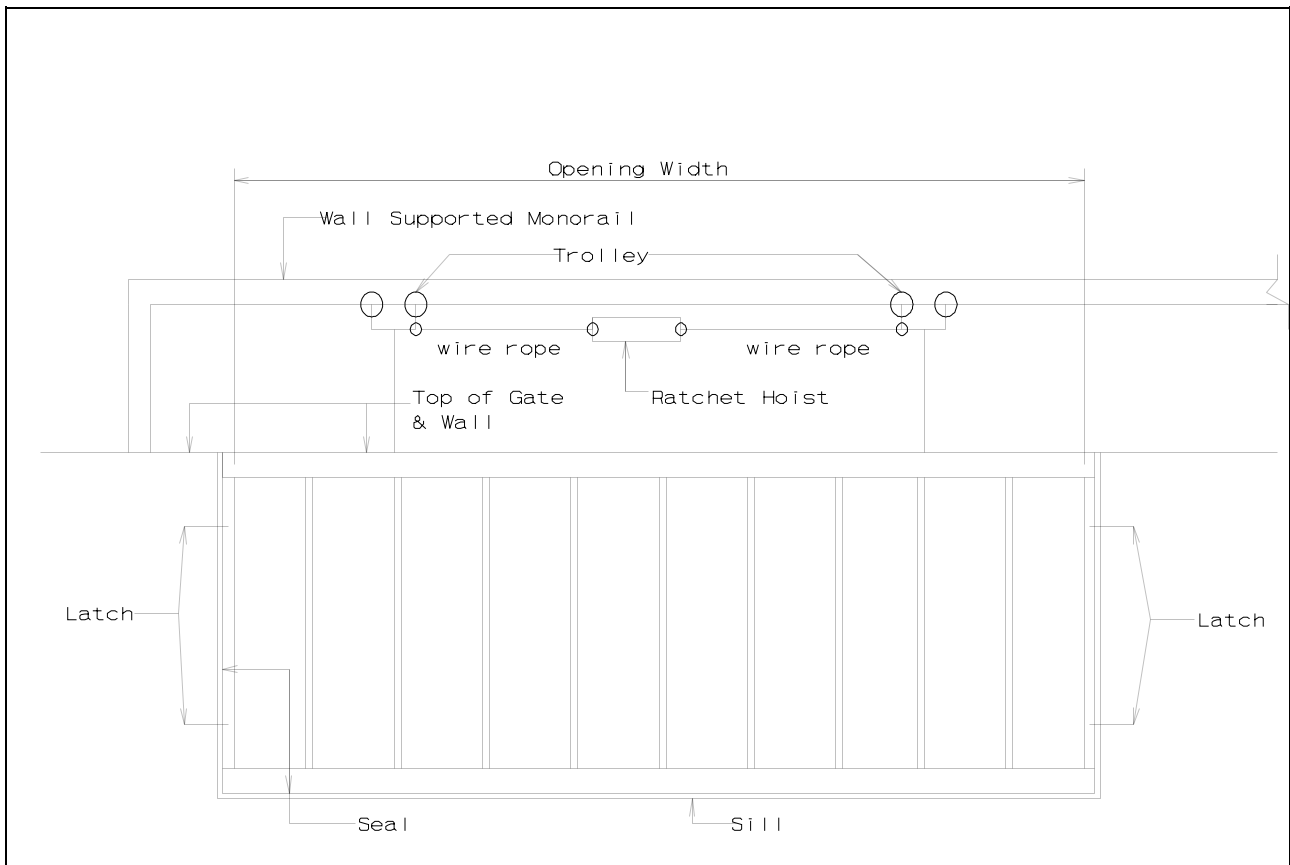 Opening Width
Wall Supported Monorail
Trolley
wire rope
wire rope
Top of Gate
& Wall
Ratchet Hoist
Latch
Latch
Seal
Sill